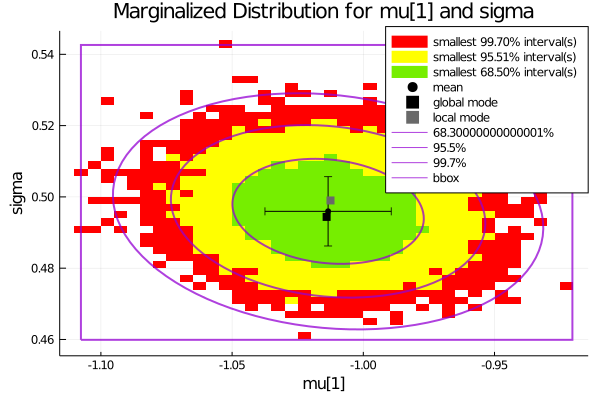 Marginalized Distribution for mu[1] and sigma
smallest 99.70% interval(s)
smallest 95.51% interval(s)
smallest 68.50% interval(s)
mean
global mode
local mode
68.30000000000001%
95.5%
99.7%
bbox
sigma
0.54
0.52
0.50
0.48
0.46
-1.10
-1.05
-1.00
-0.95
mu[1]